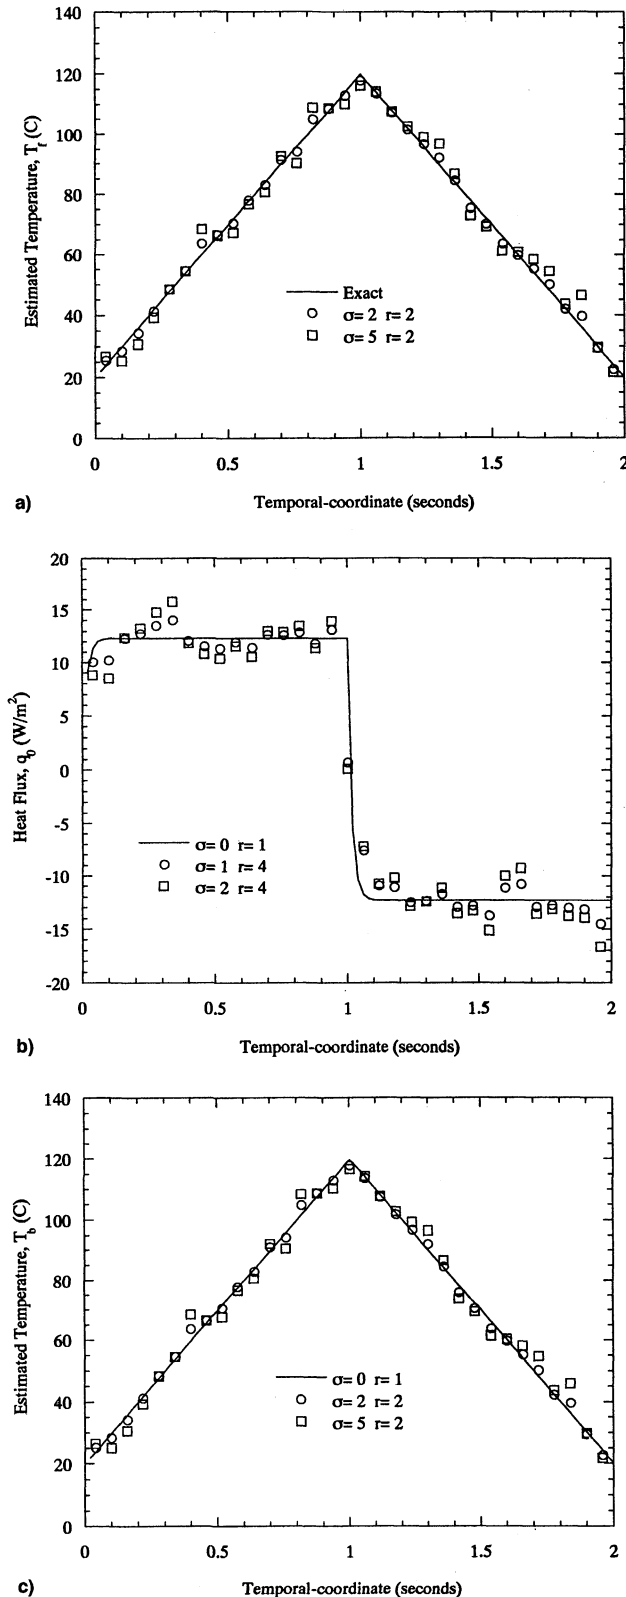 140
120
100
80
60
40
20
0
Estimated Temperature, T_f (C)
Exact
σ= 2 r= 2
σ= 5 r= 2
0 0.5 1 1.5 2
a) Temporal-coordinate (seconds)
20
15
10
5
0
-5
-10
-15
-20
Heat Flux, q_0 (W/m²)
σ= 0 r= 1
σ= 1 r= 4
σ= 2 r= 4
0 0.5 1 1.5 2
b) Temporal-coordinate (seconds)
140
120
100
80
60
40
20
0
Estimated Temperature, T_b (C)
σ= 0 r= 1
σ= 2 r= 2
σ= 5 r= 2
0 0.5 1 1.5 2
c) Temporal-coordinate (seconds)